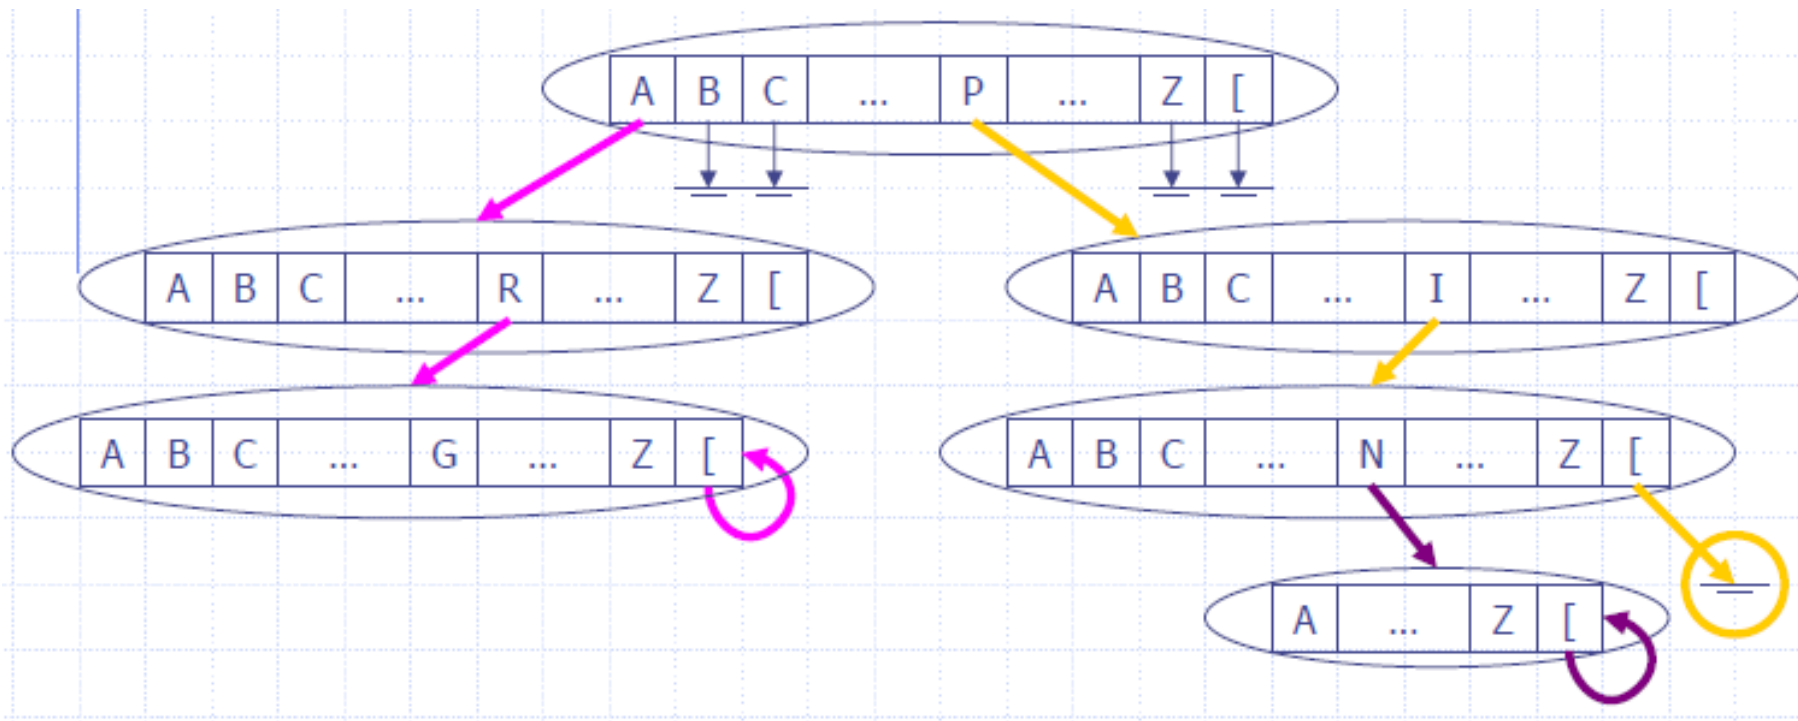 A B C ... P ... Z [
A B C ... R ... Z [
A B C ... I ... Z [
A B C ... G ... Z [
A B C ... N ... Z [
A ... Z [